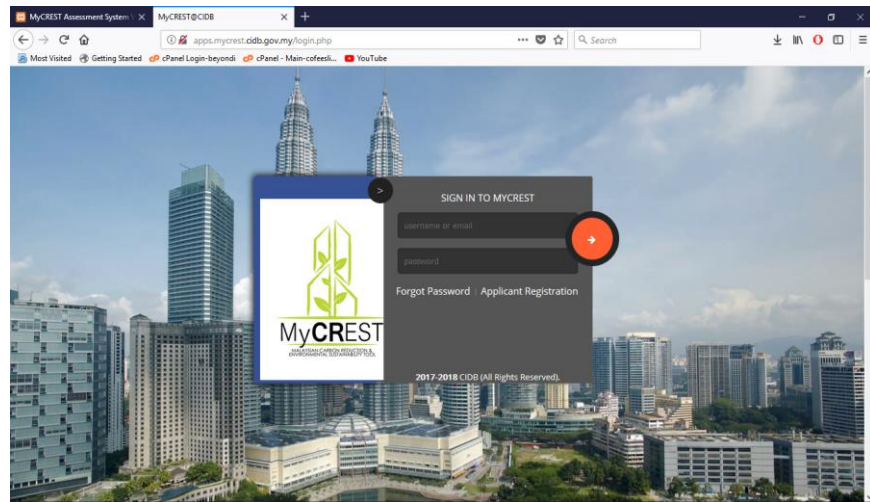 MyCREST Assessment System
MyCREST@CIDB
apps.mycrest.cidb.gov.my/login.php
Search
Most Visited
Getting Started
cPanel Login-beyondi
cPanel - Main-cofeesli...
YouTube
SIGN IN TO MYCREST
username or email
password
Forgot Password | Applicant Registration
MyCREST
MALAYSIAN CARBON REDUCTION &
ENVIRONMENTAL SUSTAINABILITY TOOL
2017-2018 CIDB (All Rights Reserved).